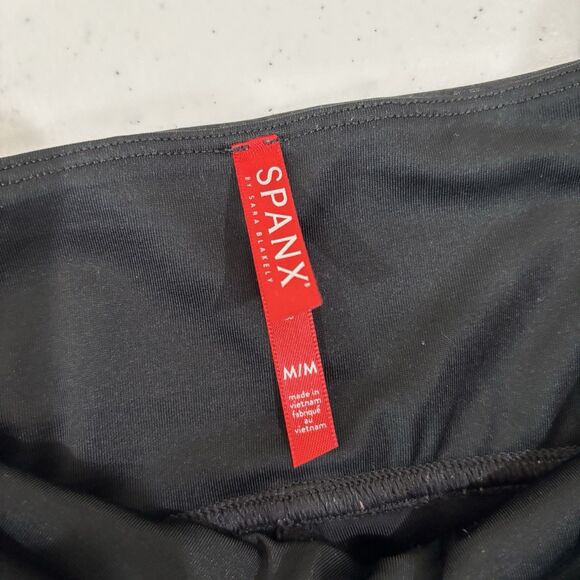 SPANX®
BY SARA BLAKELY
M/M
made in
vietnam
fabriqué
au
vietnam